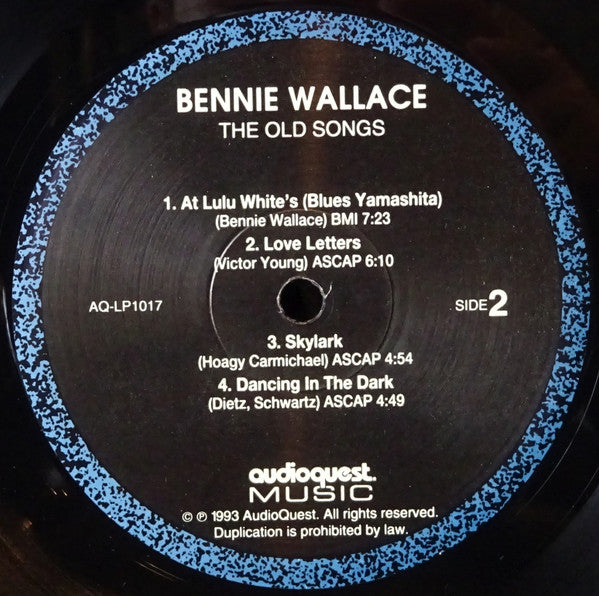 BENNIE WALLACE
THE OLD SONGS
1. At Lulu White's (Blues Yamashita)
(Bennie Wallace) BMI 7:23
2. Love Letters
(Victor Young) ASCAP 6:10
AQ-LP1017
SIDE 2
3. Skylark
(Hoagy Carmichael) ASCAP 4:54
4. Dancing In The Dark
(Dietz, Schwartz) ASCAP 4:49
audioquest.
MUSIC
© ℗ 1993 AudioQuest. All rights reserved.
Duplication is prohibited by law.